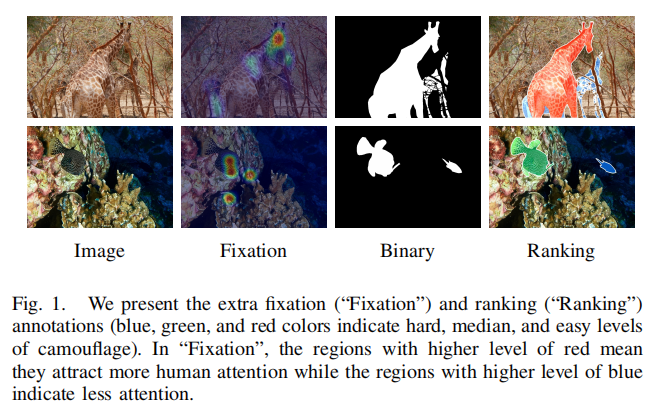 Image Fixation Binary Ranking
Fig. 1. We present the extra fixation (“Fixation”) and ranking (“Ranking”)
annotations (blue, green, and red colors indicate hard, median, and easy levels
of camouflage). In “Fixation”, the regions with higher level of red mean
they attract more human attention while the regions with higher level of blue
indicate less attention.